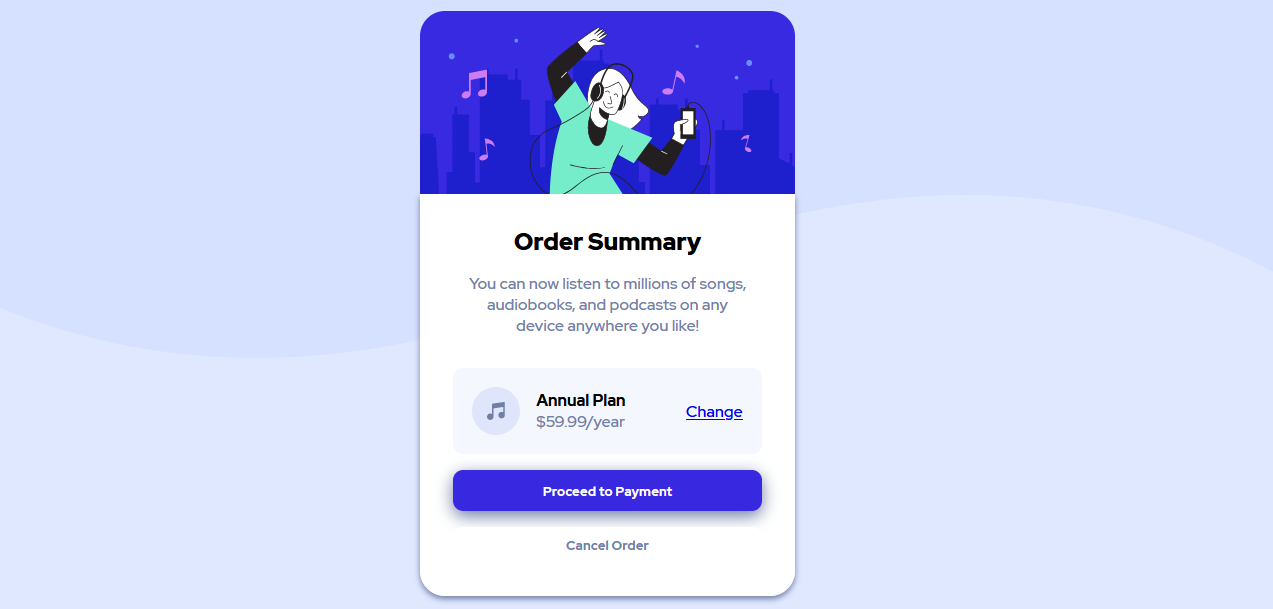 Order Summary
You can now listen to millions of songs,
audiobooks, and podcasts on any
device anywhere you like!
Annual Plan
$59.99/year
Change
Proceed to Payment
Cancel Order